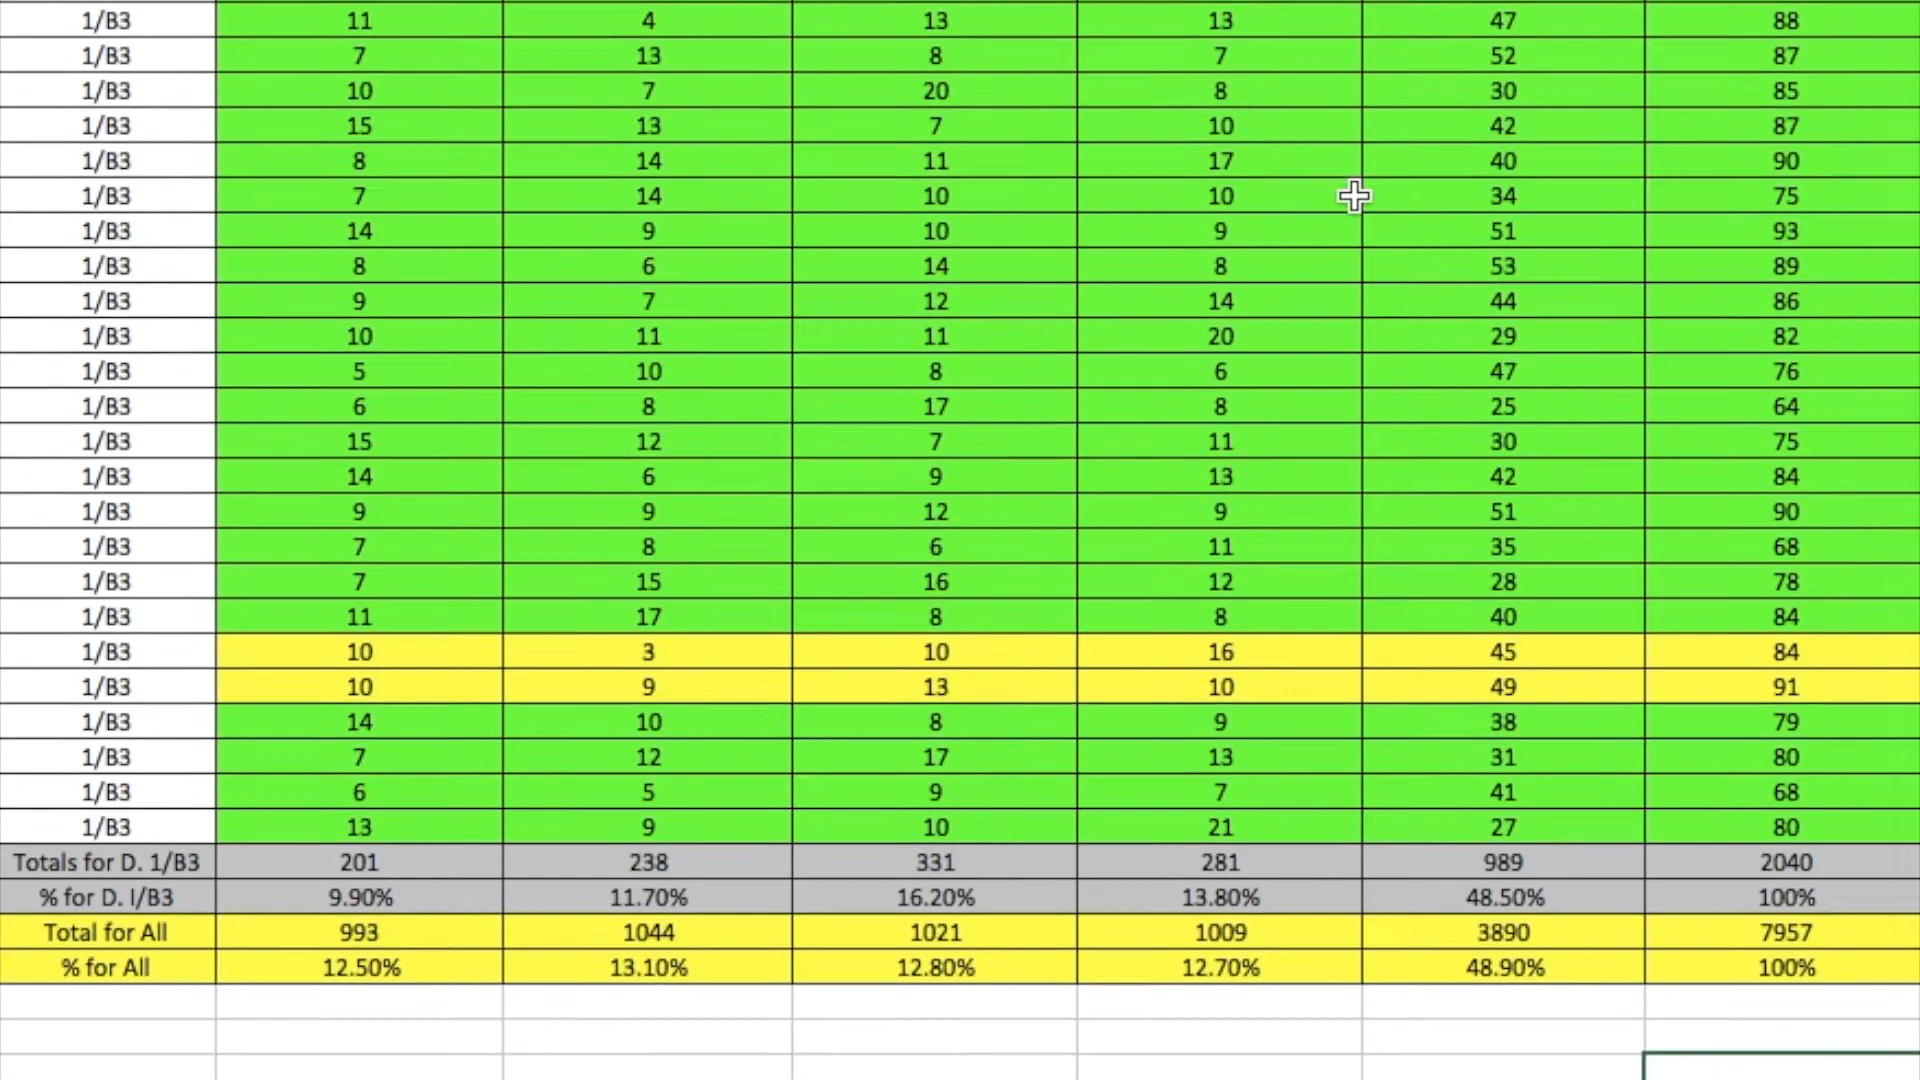 1/B3 11 4 13 13 47 88
1/B3 7 13 8 7 52 87
1/B3 10 7 20 8 30 85
1/B3 15 13 7 10 42 87
1/B3 8 14 11 17 40 90
1/B3 7 14 10 10 34 75
1/B3 14 9 10 9 51 93
1/B3 8 6 14 8 53 89
1/B3 9 7 12 14 44 86
1/B3 10 11 11 20 29 82
1/B3 5 10 8 6 47 76
1/B3 6 8 17 8 25 64
1/B3 15 12 7 11 30 75
1/B3 14 6 9 13 42 84
1/B3 9 9 12 9 51 90
1/B3 7 8 6 11 35 68
1/B3 7 15 16 12 28 78
1/B3 11 17 8 8 40 84
1/B3 10 3 10 16 45 84
1/B3 10 9 13 10 49 91
1/B3 14 10 8 9 38 79
1/B3 7 12 17 13 31 80
1/B3 6 5 9 7 41 68
1/B3 13 9 10 21 27 80
Totals for D. 1/B3 201 238 331 281 989 2040
% for D. I/B3 9.90% 11.70% 16.20% 13.80% 48.50% 100%
Total for All 993 1044 1021 1009 3890 7957
% for All 12.50% 13.10% 12.80% 12.70% 48.90% 100%